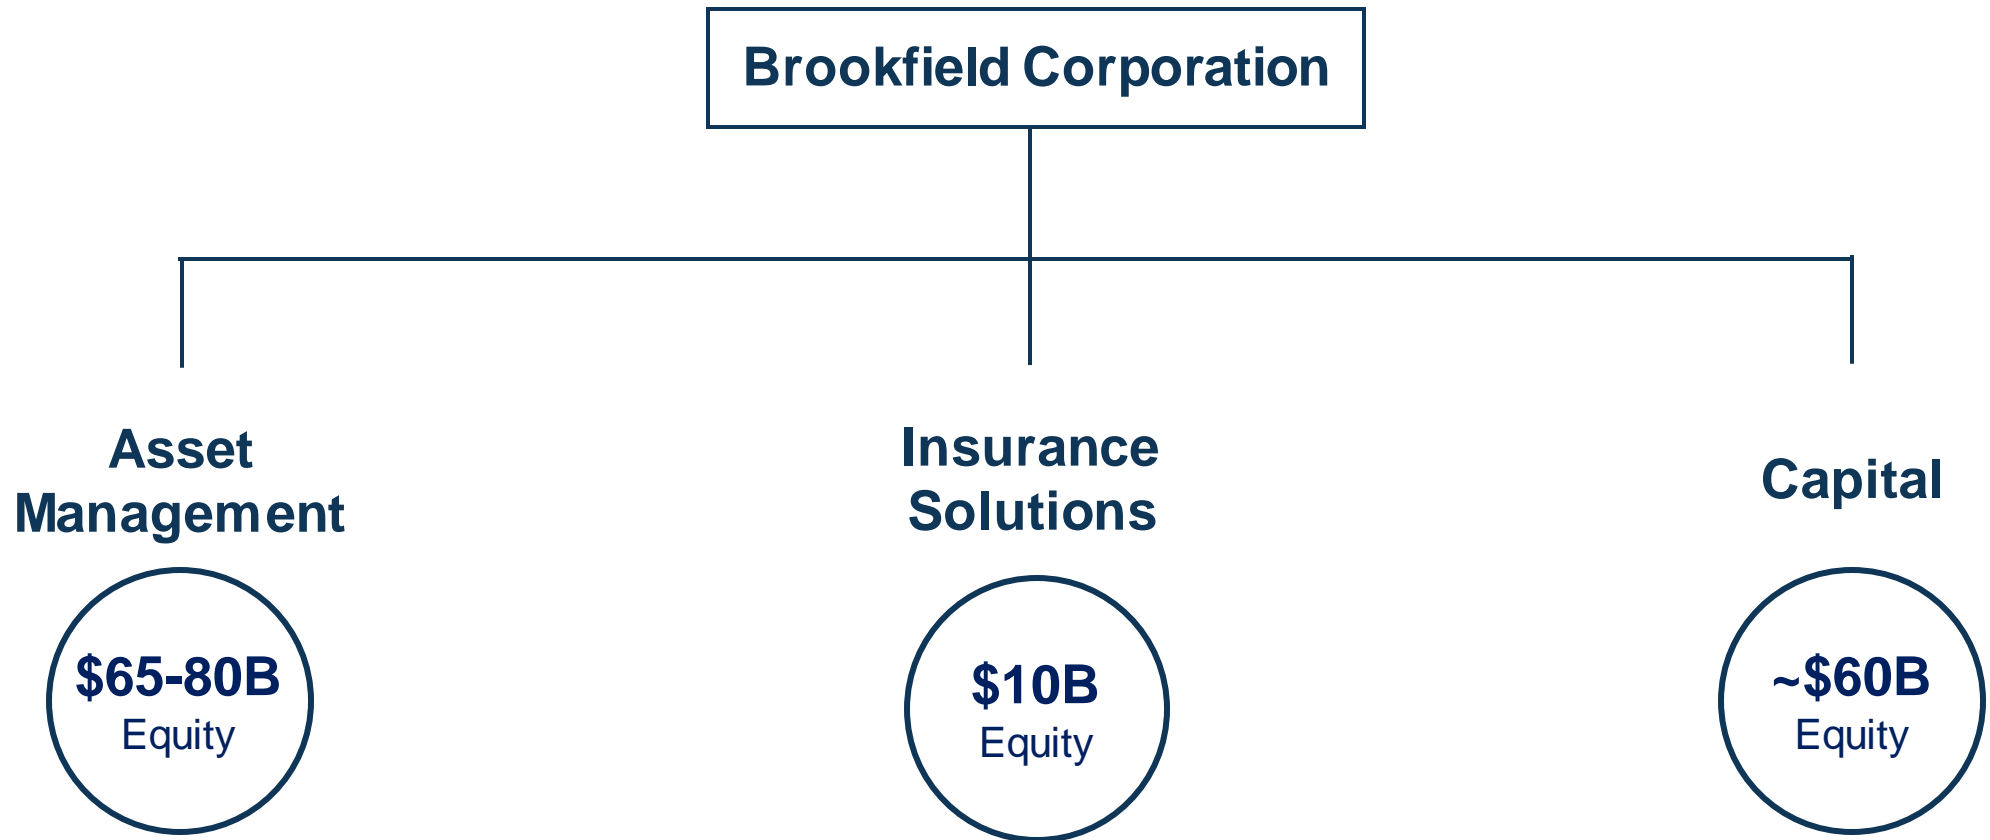 Brookfield Corporation
Asset
Management
$65-80B
Equity
Insurance
Solutions
$10B
Equity
Capital
~$60B
Equity